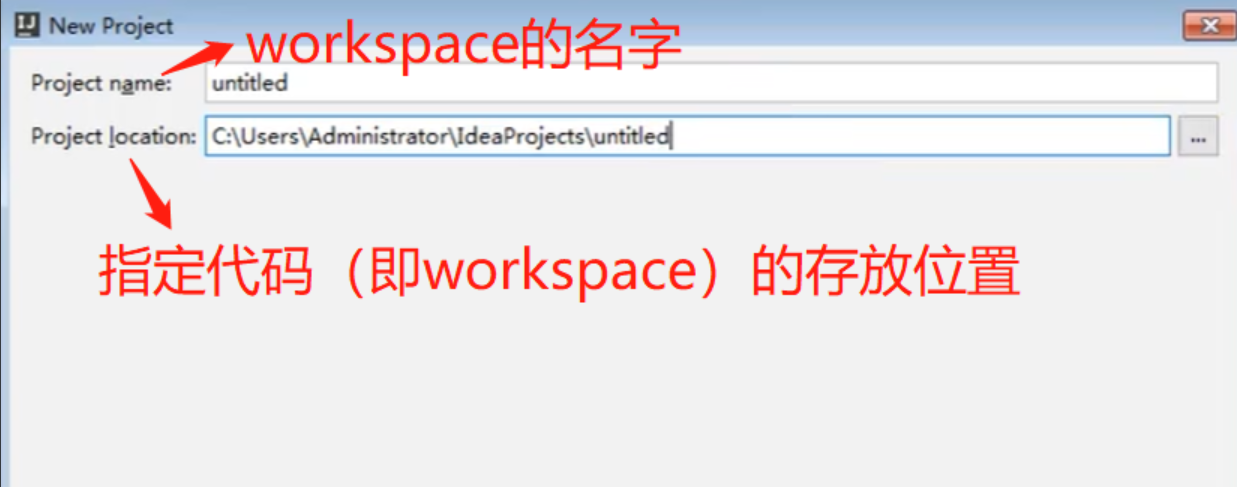 New Project
workspace的名字
Project name: untitled
Project location: C:\Users\Administrator\IdeaProjects\untitled ...
指定代码（即workspace）的存放位置